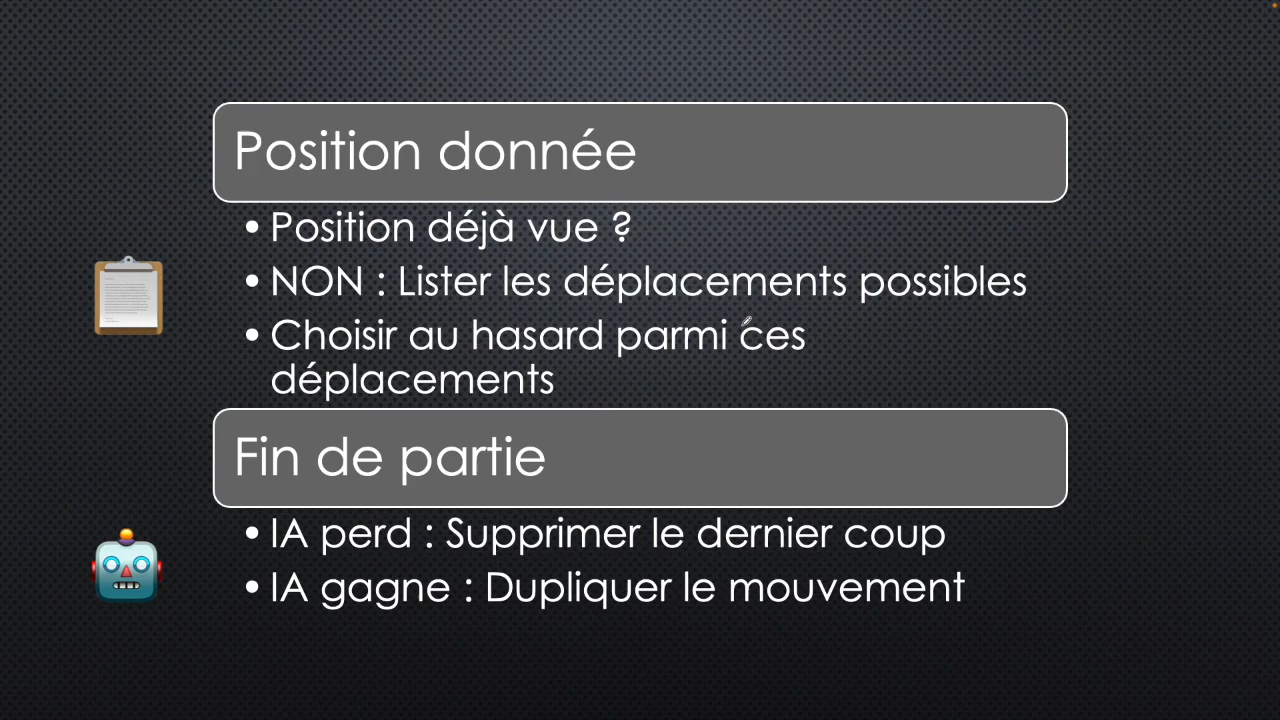 Position donnée
• Position déjà vue ?
• NON : Lister les déplacements possibles
• Choisir au hasard parmi ces
déplacements
Fin de partie
• IA perd : Supprimer le dernier coup
• IA gagne : Dupliquer le mouvement